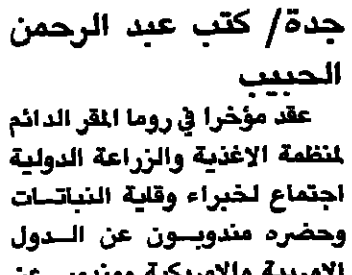 جدة/ كتب عبد الرحمن
الحبيب
عقد مؤخرا في روما المقر الدائم
لمنظمة الاغذية والزراعة الدولية
اجتماع لخبراء وقاية النباتات
وحضره مندوبون عن الدول
والامريكية